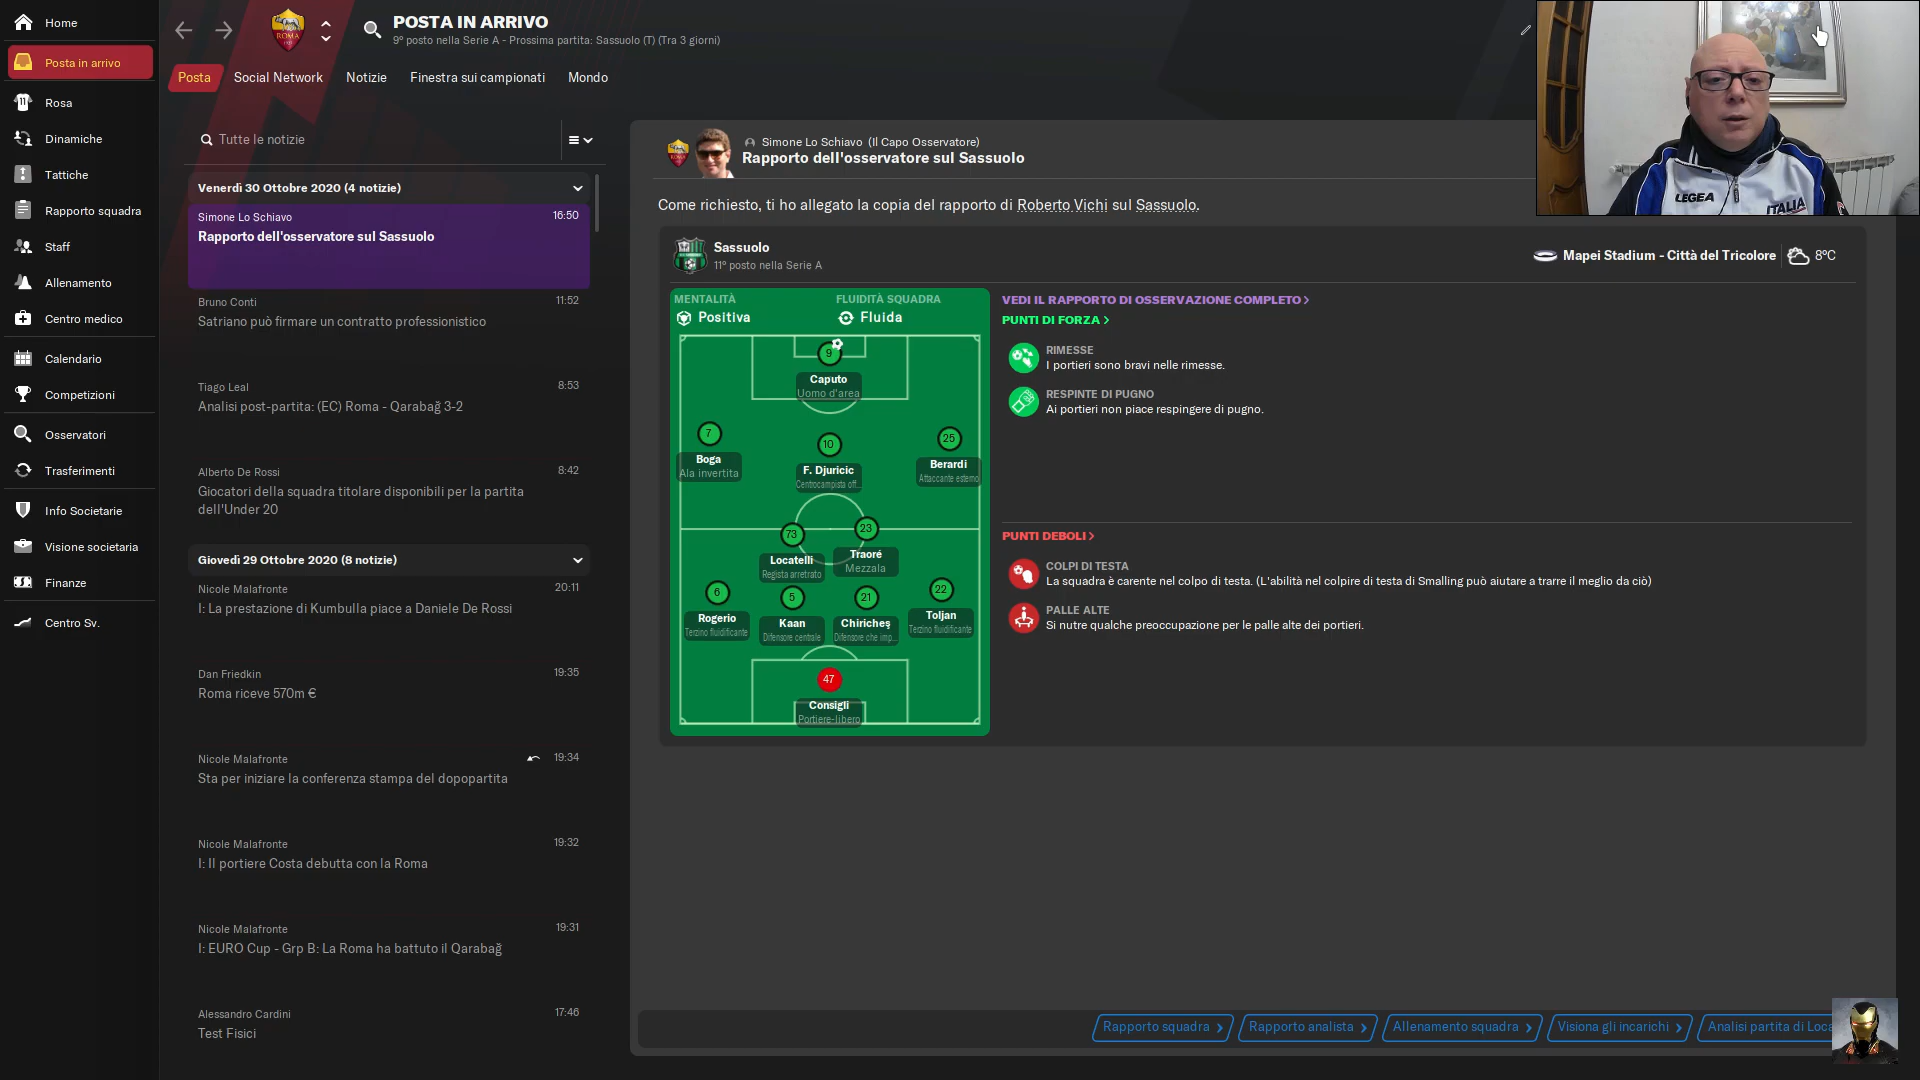 Home
Posta in arrivo
Rosa
Dinamiche
Tattiche
Rapporto squadra
Staff
Allenamento
Centro medico
Calendario
Competizioni
Osservatori
Trasferimenti
Info Societarie
Visione societaria
Finanze
Centro Sv.
POSTA IN ARRIVO
9° posto nella Serie A - Prossima partita: Sassuolo (T) (Tra 3 giorni)
Posta
Social Network
Notizie
Finestra sui campionati
Mondo
Tutte le notizie
Venerdì 30 Ottobre 2020 (4 notizie)
Simone Lo Schiavo 16:50
Rapporto dell'osservatore sul Sassuolo
Bruno Conti 11:52
Satriano può firmare un contratto professionistico
Tiago Leal 8:53
Analisi post-partita: (EC) Roma - Qarabağ 3-2
Alberto De Rossi 8:42
Giocatori della squadra titolare disponibili per la partita
dell'Under 20
Giovedì 29 Ottobre 2020 (8 notizie)
Nicole Malafronte 20:11
I: La prestazione di Kumbulla piace a Daniele De Rossi
Dan Friedkin 19:35
Roma riceve 570m €
Nicole Malafronte 19:34
Sta per iniziare la conferenza stampa del dopopartita
Nicole Malafronte 19:32
I: Il portiere Costa debutta con la Roma
Nicole Malafronte 19:31
I: EURO Cup - Grp B: La Roma ha battuto il Qarabağ
Alessandro Cardini 17:46
Test Fisici
Simone Lo Schiavo (Il Capo Osservatore)
Rapporto dell'osservatore sul Sassuolo
Come richiesto, ti ho allegato la copia del rapporto di Roberto Vichi sul Sassuolo.
Sassuolo
11° posto nella Serie A
Mapei Stadium - Città del Tricolore
8°C
MENTALITÀ
Positiva
FLUIDITÀ SQUADRA
Fluida
9
Caputo
Uomo d'area
7
Boga
Ala invertita
10
F. Djuricic
Centrocampista off...
25
Berardi
Attaccante esterno
73
Locatelli
Regista arretrato
23
Traoré
Mezzala
6
Rogerio
Terzino fluidificante
5
Kaan
Difensore centrale
21
Chiricheş
Difensore che imp...
22
Toljan
Terzino fluidificante
47
Consigli
Portiere-libero
VEDI IL RAPPORTO DI OSSERVAZIONE COMPLETO
PUNTI DI FORZA
RIMESSE
I portieri sono bravi nelle rimesse.
RESPINTE DI PUGNO
Ai portieri non piace respingere di pugno.
PUNTI DEBOLI
COLPI DI TESTA
La squadra è carente nel colpo di testa. (L'abilità nel colpire di testa di Smalling può aiutare a trarre il meglio da ciò)
PALLE ALTE
Si nutre qualche preoccupazione per le palle alte dei portieri.
Rapporto squadra
Rapporto analista
Allenamento squadra
Visiona gli incarichi
Analisi partita di Loca
LEGEA
ITALIA